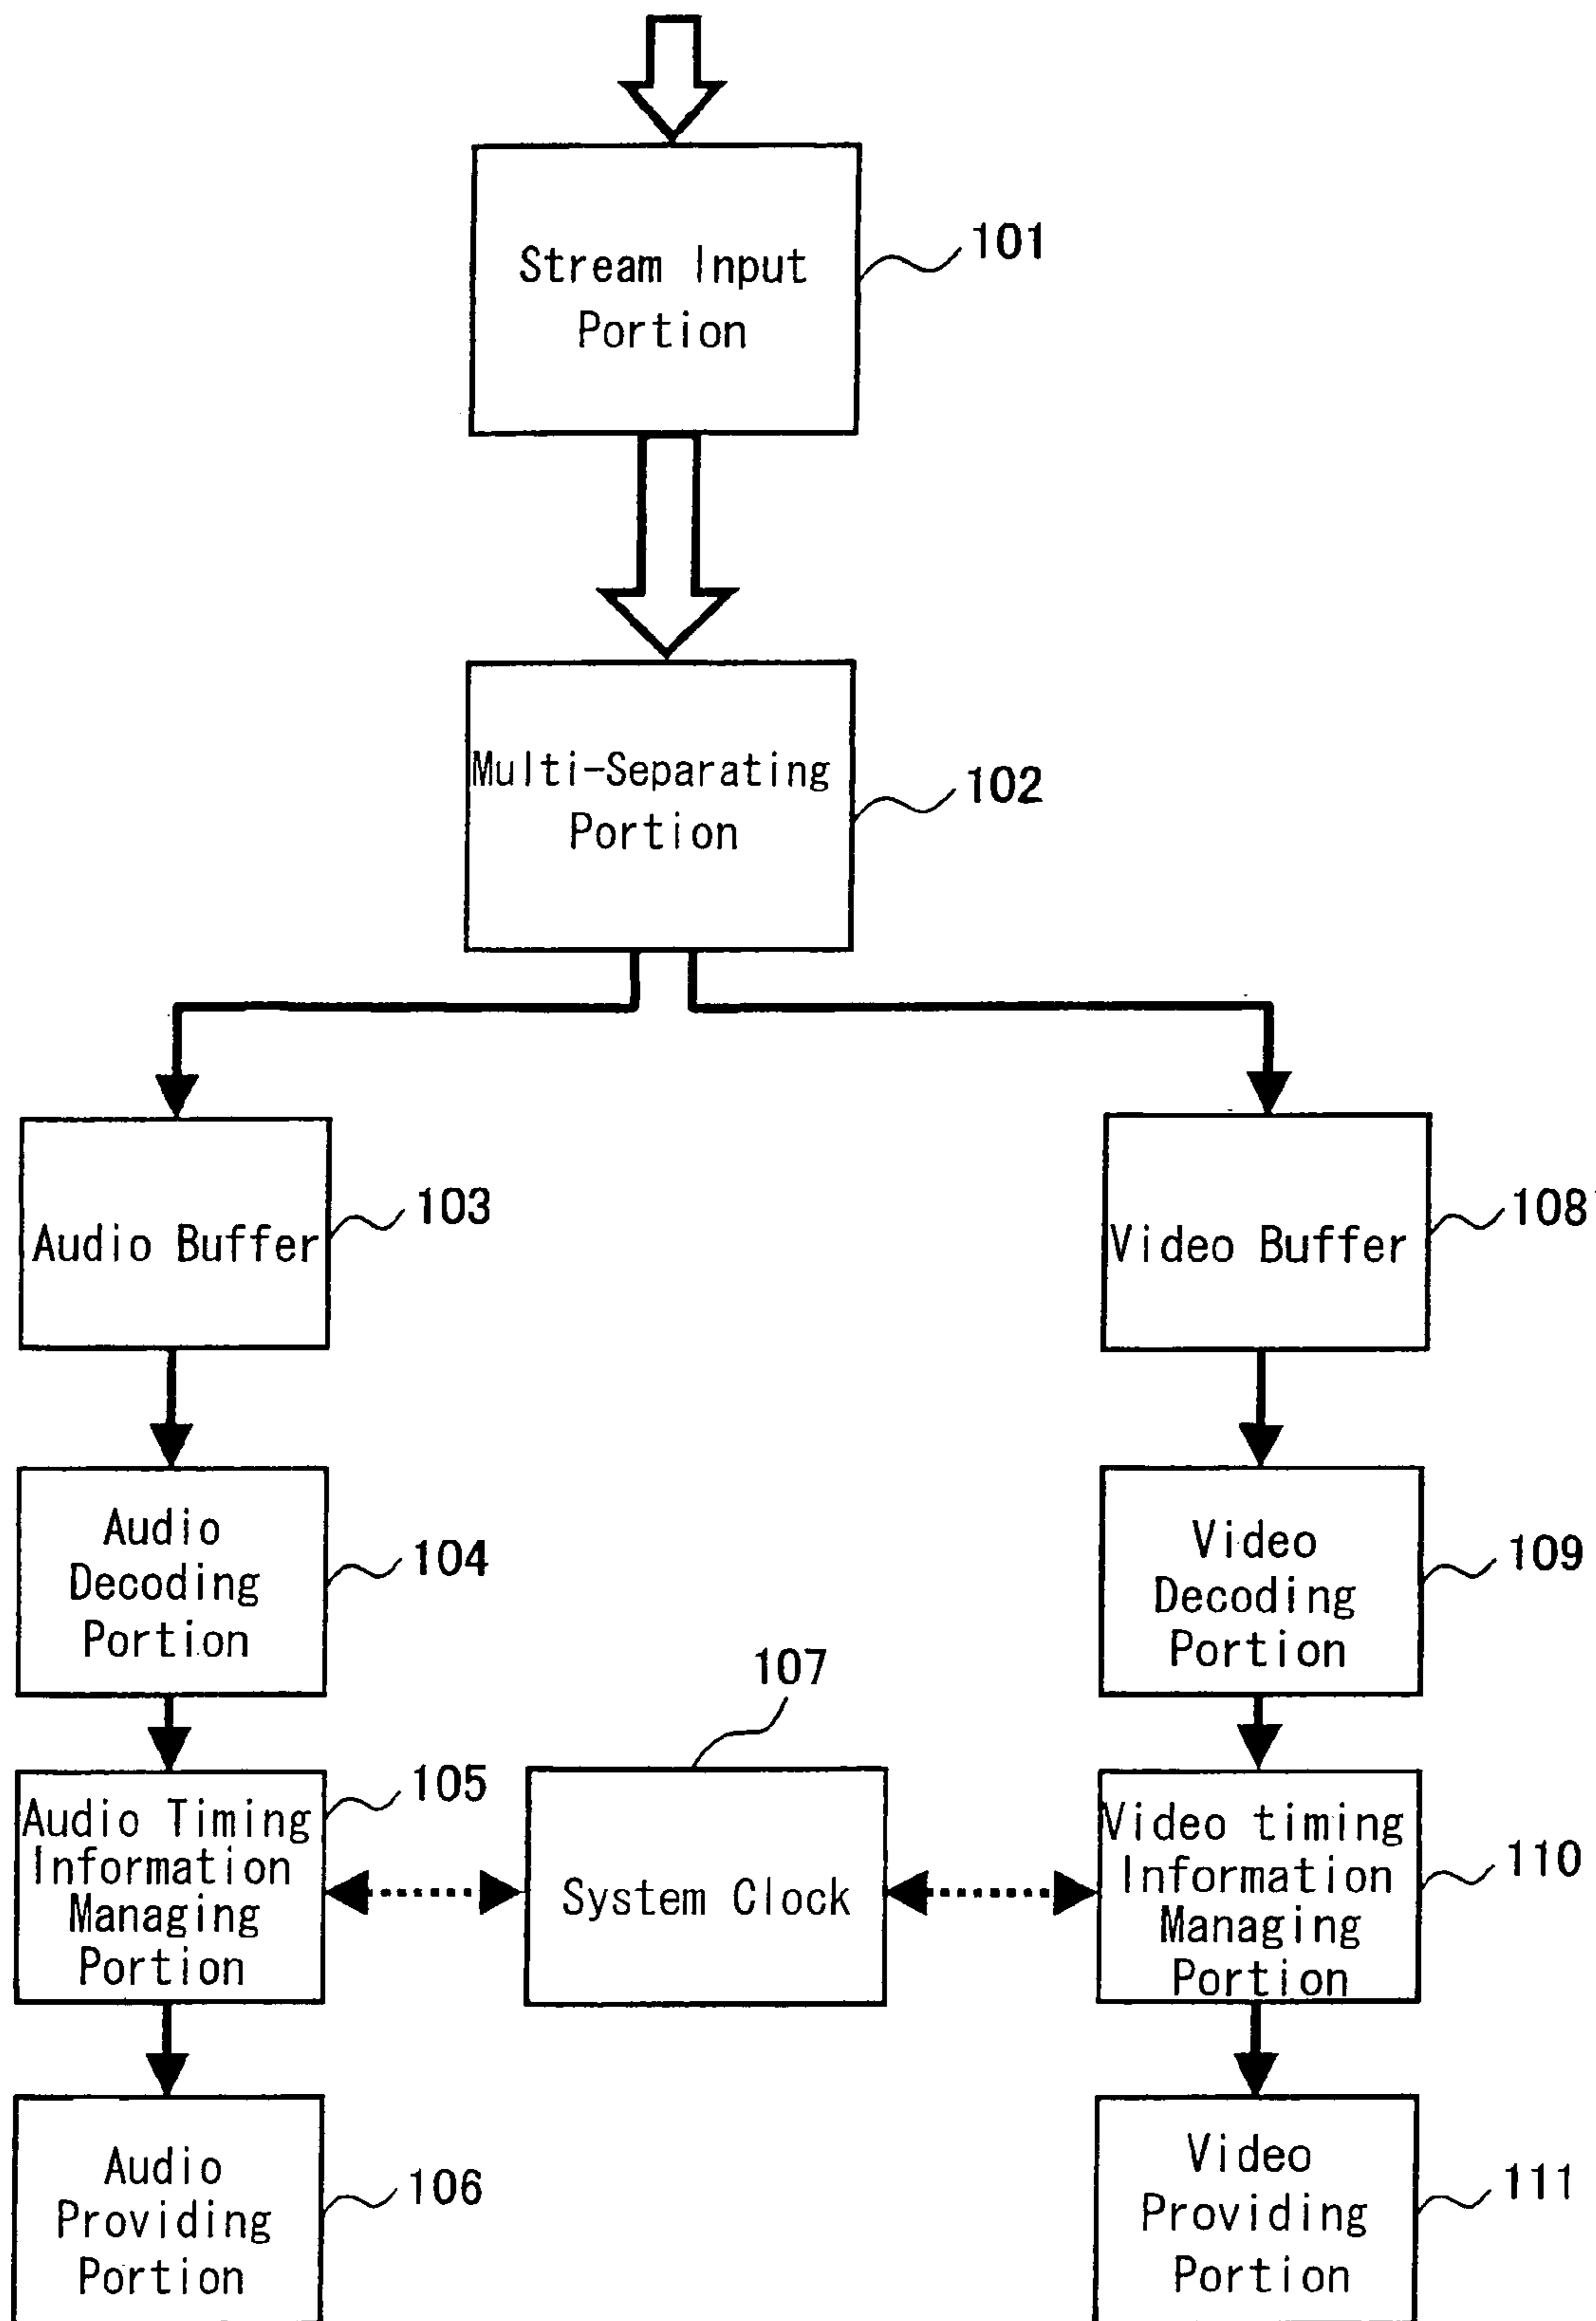 Stream Input
Portion
101
Multi-Separating
Portion
102
Audio Buffer
103
Video Buffer
108
Audio
Decoding
Portion
104
Video
Decoding
Portion
109
107
Audio Timing
Information
Managing
Portion
105
System Clock
Video timing
Information
Managing
Portion
110
Audio
Providing
Portion
106
Video
Providing
Portion
111